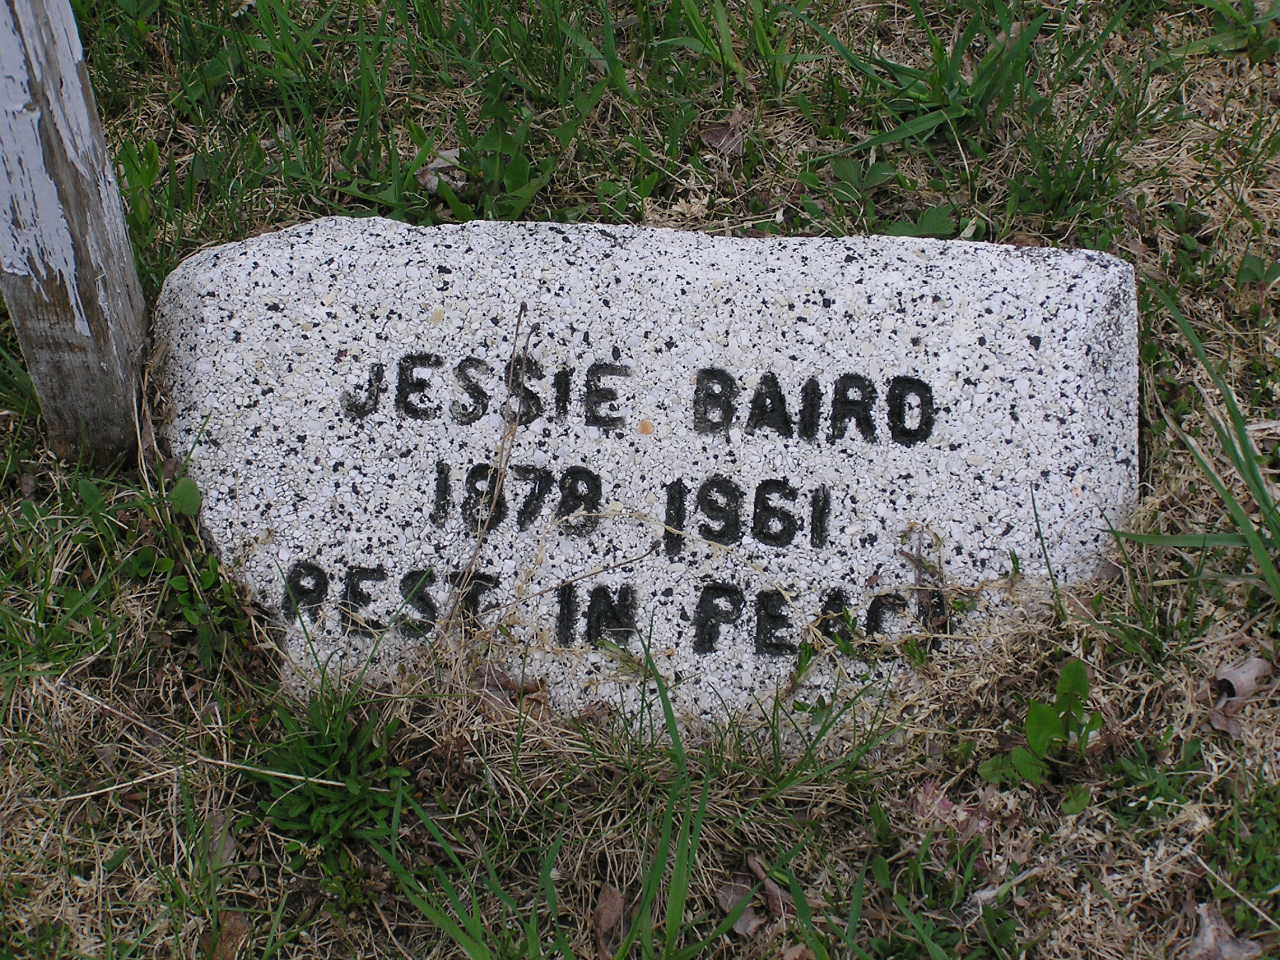 JESSIE BAIRD
1878 1961
REST IN PEACE